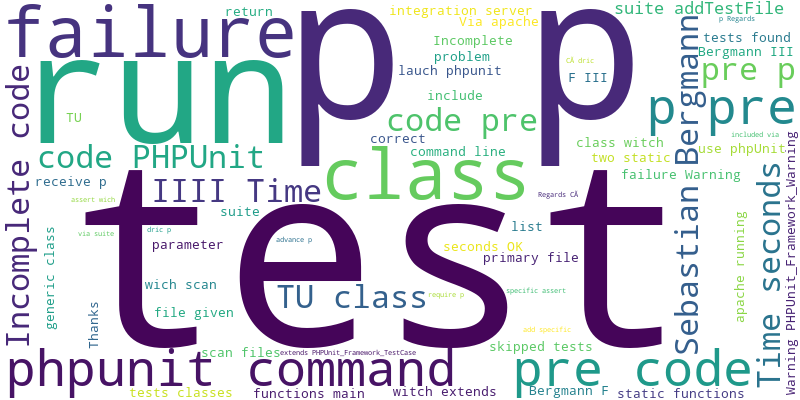 failure
return
p p
integration server
Via apache
suite addTestFile
p Regards
run
Incomplete
problem
lauch phpunit
CÃ dric
F III
tests found
Bergmann III
pre p
TU
include
p pre
code pre
correct
command line
class witch
two static
included via
use phpUnit
code PHPUnit
class
failure Warning
receive p
IIII Time
Regards CÃ
assert wich
suite
list
test
via suite
dric p
advance p
parameter
seconds OK
primary file
Incomplete code
generic class
wich scan
TU class
require p
specific assert
file given
Thanks
add specific
Sebastian Bergmann
apache running
Time seconds
Warning PHPUnit_Framework_Warning
scan files
extends PHPUnit_Framework_TestCase
skipped tests
phpunit command
pre code
tests classes
functions main
witch extends
Bergmann F
static functions